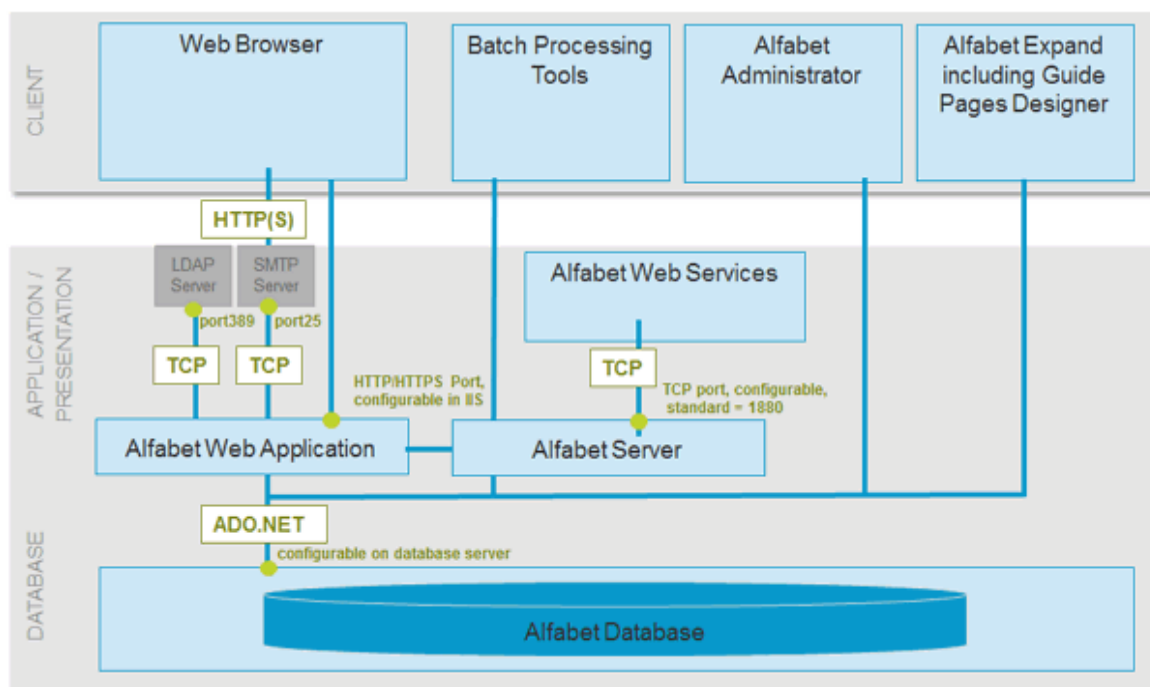 CLIENT
Web Browser
Batch Processing
Tools
Alfabet
Administrator
Alfabet Expand
including Guide
Pages Designer
HTTP(S)
APPLICATION /
PRESENTATION
LDAP
Server
SMTP
Server
Alfabet Web Services
port389
port25
TCP
TCP
TCP
HTTP/HTTPS Port,
configurable in IIS
TCP port, configurable,
standard = 1880
Alfabet Web Application
Alfabet Server
DATABASE
ADO.NET
configurable on database server
Alfabet Database